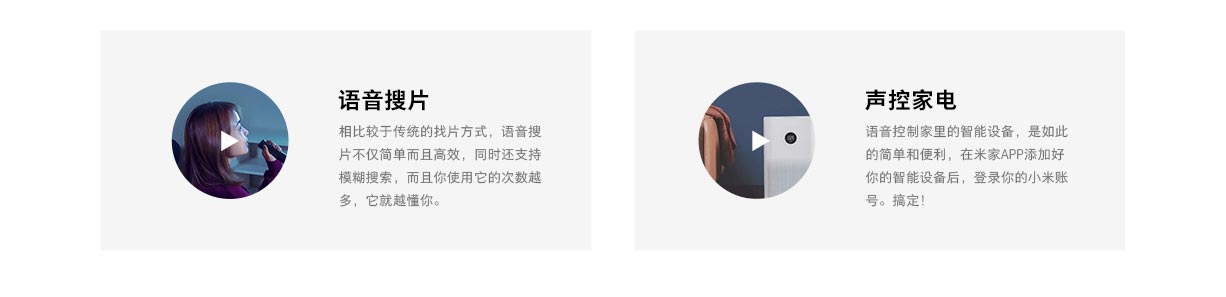 语音搜片
相比较于传统的找片方式，语音搜
片不仅简单而且高效，同时还支持
模糊搜索，而且你使用它的次数越
多，它就越懂你。
声控家电
语音控制家里的智能设备，是如此
的简单和便利，在米家APP添加好
你的智能设备后，登录你的小米账
号。搞定！